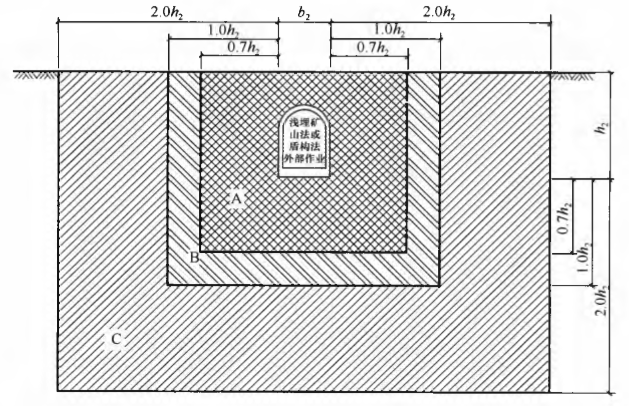 2.0h₂ b₂ 2.0h₂
1.0h₂ 1.0h₂
0.7h₂ 0.7h₂
浅埋矿
山法或
盾构法
外部作业
h₂
A
0.7h₂
1.0h₂
2.0h₂
B
C